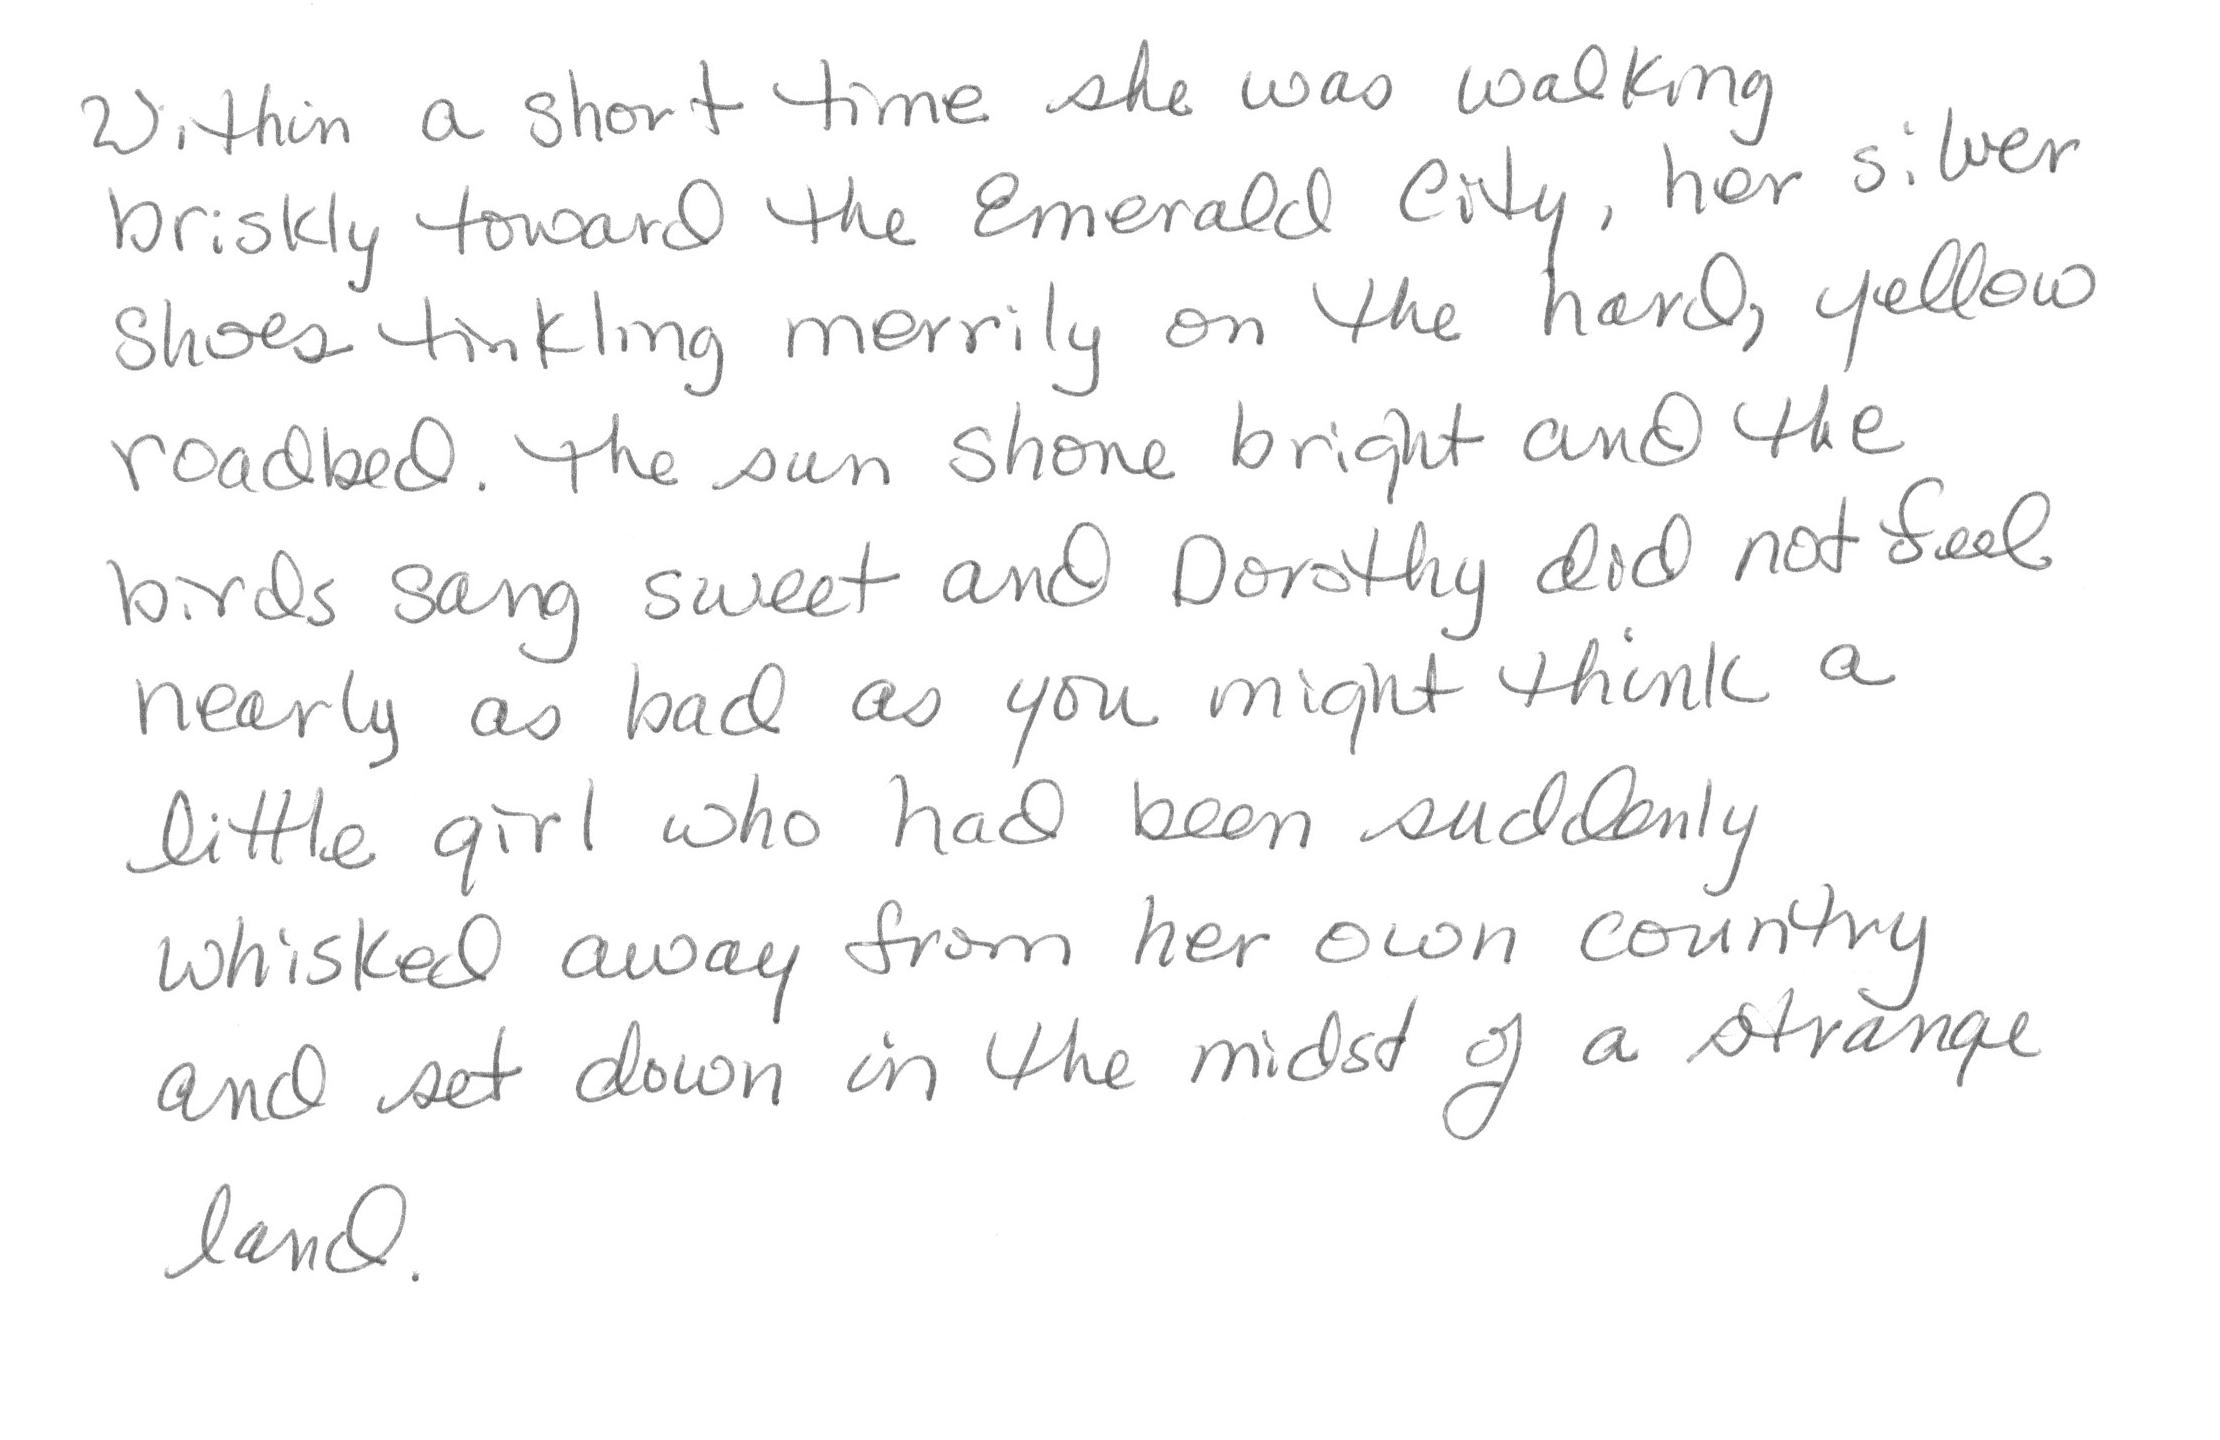 Within a short time she was walking
briskly toward the Emerald City, her silver
shoes tinkling merrily on the hard, yellow
roadbed. The sun shone bright and the
birds sang sweet and Dorothy did not feel
nearly as bad as you might think a
little girl who had been suddenly
whisked away from her own country
and set down in the midst of a strange
land.